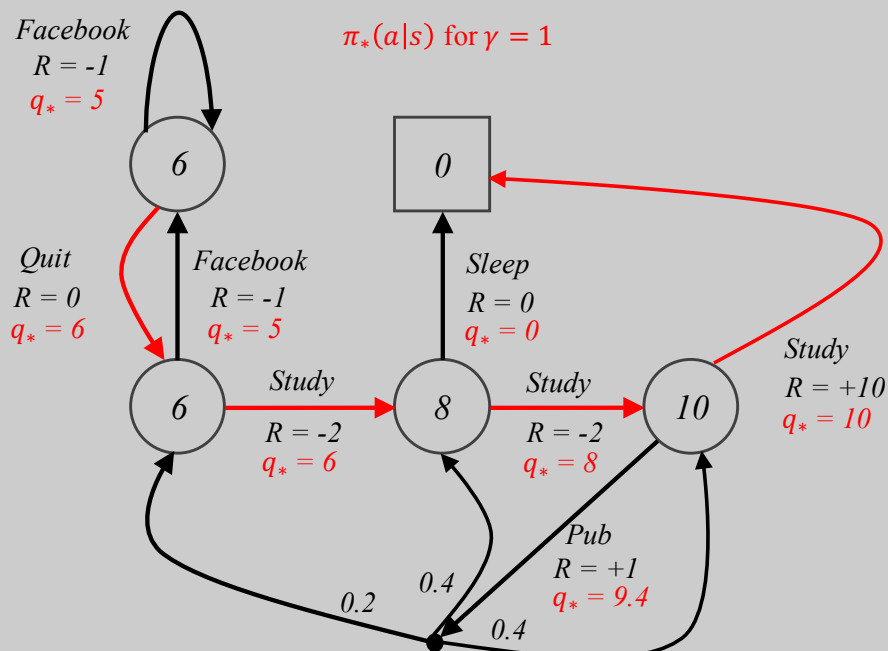 Facebook
R = -1
q* = 5
π*(a|s) for γ = 1
6
0
Quit
R = 0
q* = 6
Facebook
R = -1
q* = 5
Sleep
R = 0
q* = 0
Study
R = +10
q* = 10
6
Study
R = -2
q* = 6
8
Study
R = -2
q* = 8
10
Pub
R = +1
q* = 9.4
0.2
0.4
0.4